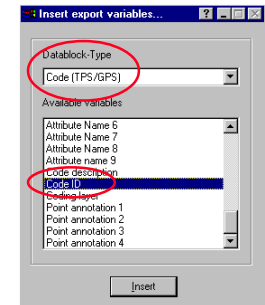 Insert export variables...
Datablock-Type
Code (TPS/GPS)
Available variables
Attribute Name 6
Attribute Name 7
Attribute Name 8
Attribute name 9
Code description
Code ID
Coding layer
Point annotation 1
Point annotation 2
Point annotation 3
Point annotation 4
Insert